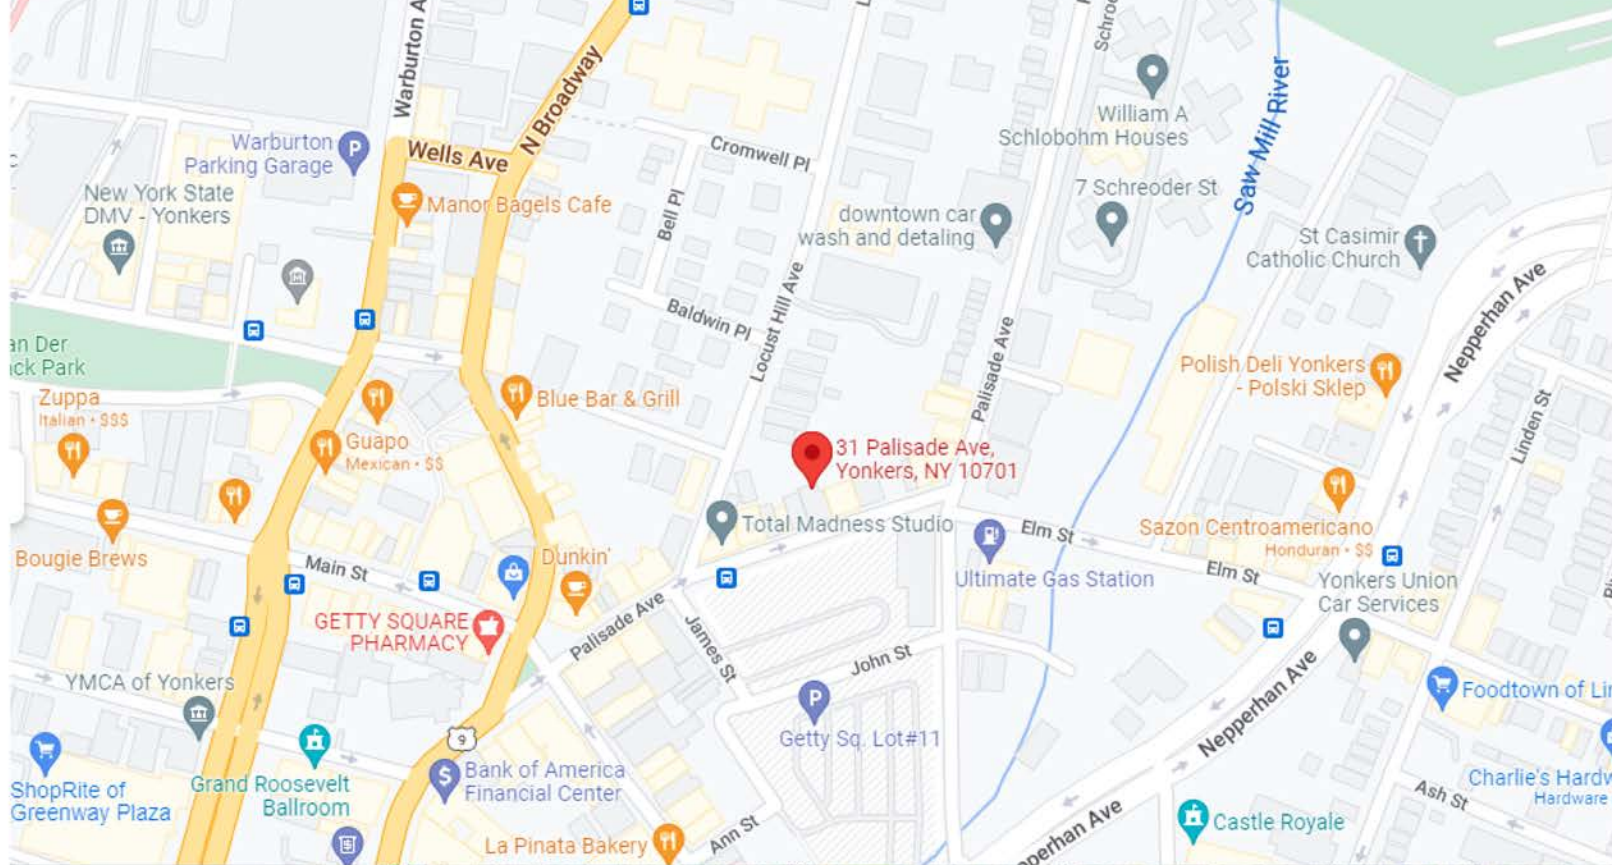 Warburton A
N Broadway
Schroe
William A
Schlobohm Houses
Saw Mill River
Warburton
Parking Garage
P
Wells Ave
Cromwell Pl
New York State
DMV - Yonkers
Manor Bagels Cafe
Bell Pl
7 Schreoder St
downtown car
wash and detaling
St Casimir
Catholic Church
Nepperhan Ave
Baldwin Pl
Locust Hill Ave
Palisade Ave
an Der
ck Park
Zuppa
Italian • $$$
Blue Bar & Grill
Polish Deli Yonkers
- Polski Sklep
Linden St
Guapo
Mexican • $$
31 Palisade Ave,
Yonkers, NY 10701
Total Madness Studio
Elm St
Sazon Centroamericano
Honduran • $$
Bougie Brews
Main St
Dunkin'
Ultimate Gas Station
Elm St
Yonkers Union
Car Services
GETTY SQUARE
PHARMACY
Palisade Ave
James St
John St
YMCA of Yonkers
P
Getty Sq. Lot#11
Nepperhan Ave
Foodtown of Lin
9
ShopRite of
Greenway Plaza
Grand Roosevelt
Ballroom
$
Bank of America
Financial Center
Charlie's Hardw
Hardware
Ash St
La Pinata Bakery
Ann St
pperhan Ave
Castle Royale